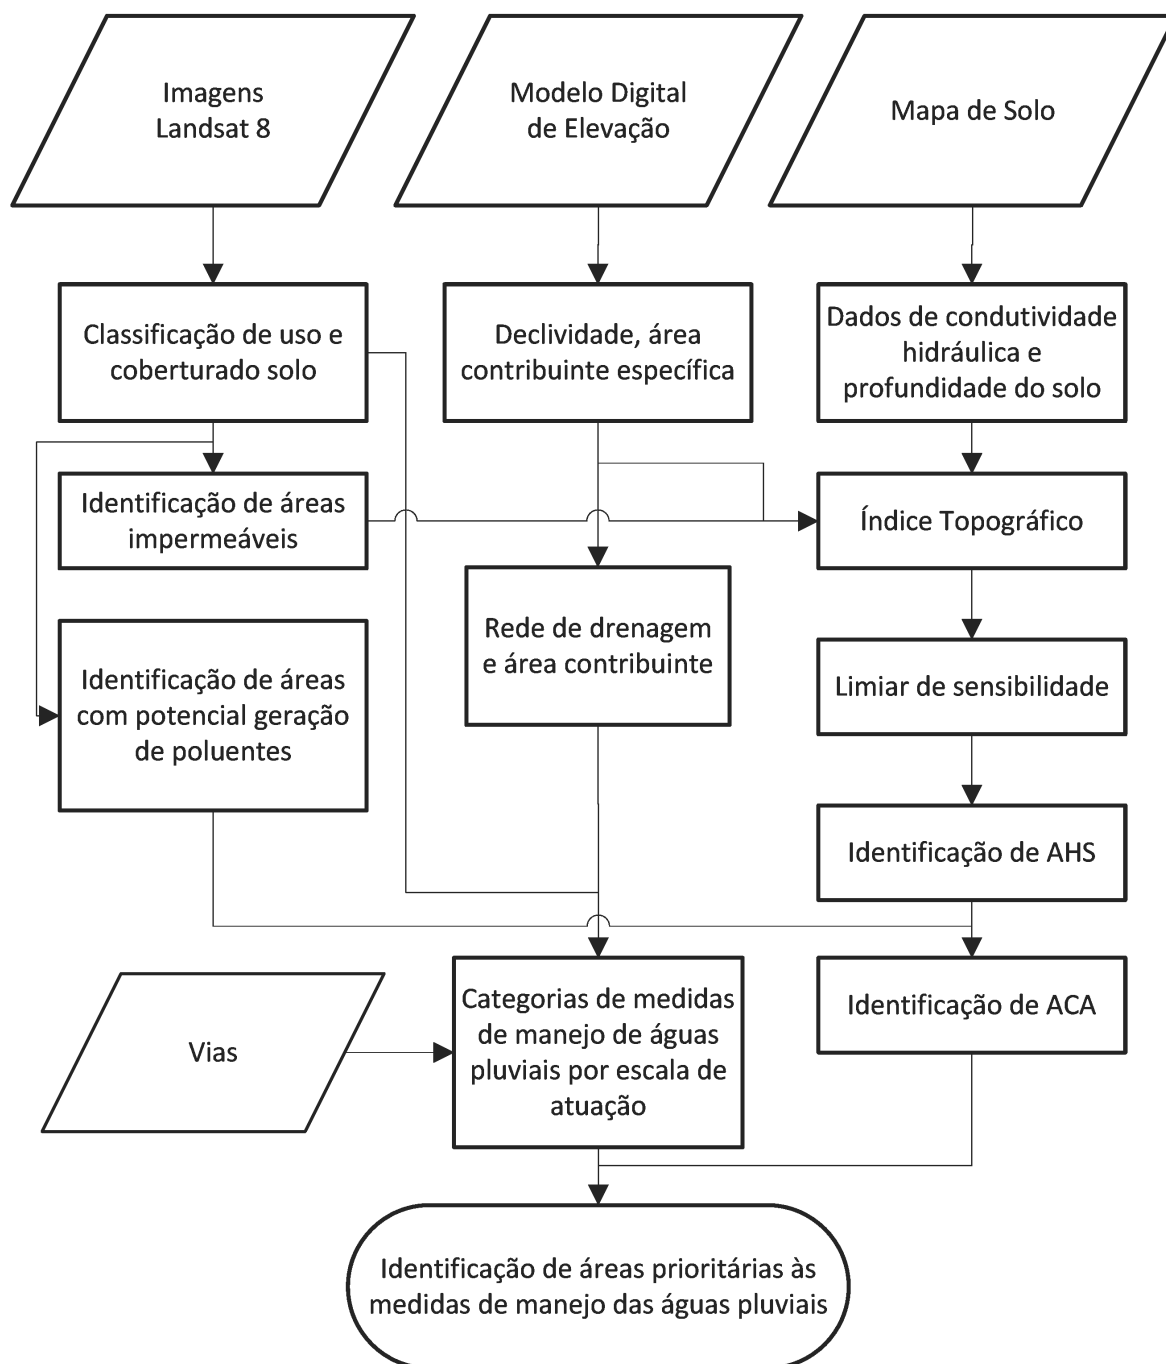 Imagens
Landsat 8
Modelo Digital
de Elevação
Mapa de Solo
Classificação de uso e
coberturado solo
Declividade, área
contribuinte específica
Dados de condutividade
hidráulica e
profundidade do solo
Identificação de áreas
impermeáveis
Índice Topográfico
Rede de drenagem
e área contribuinte
Identificação de áreas
com potencial geração
de poluentes
Limiar de sensibilidade
Identificação de AHS
Vias
Categorias de medidas
de manejo de águas
pluviais por escala de
atuação
Identificação de ACA
Identificação de áreas prioritárias às
medidas de manejo das águas pluviais